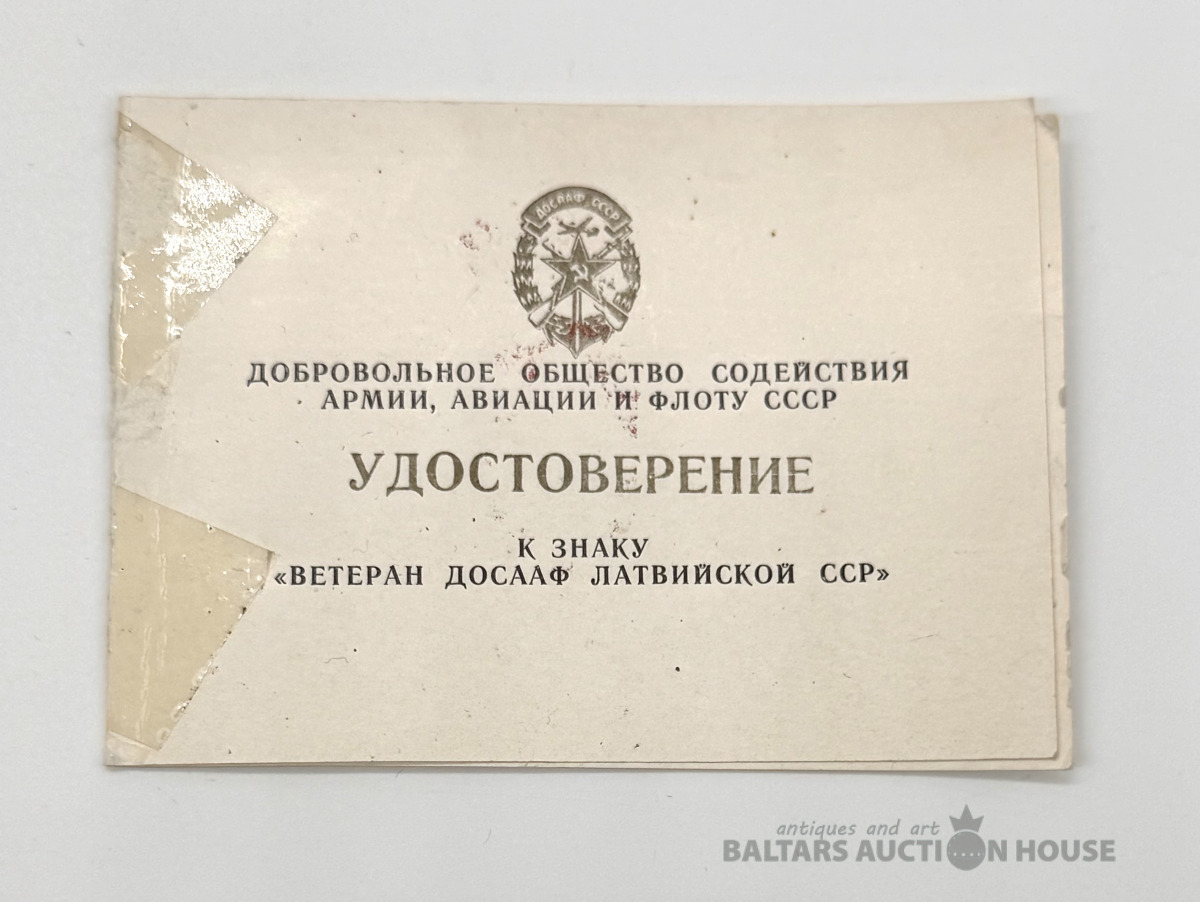 ДОСААФ СССР
ДОБРОВОЛЬНОЕ ОБЩЕСТВО СОДЕЙСТВИЯ
АРМИИ, АВИАЦИИ И ФЛОТУ СССР
УДОСТОВЕРЕНИЕ
К ЗНАКУ
«ВЕТЕРАН ДОСААФ ЛАТВИЙСКОЙ ССР»
antiques and art
BALTARS AUCTION HOUSE